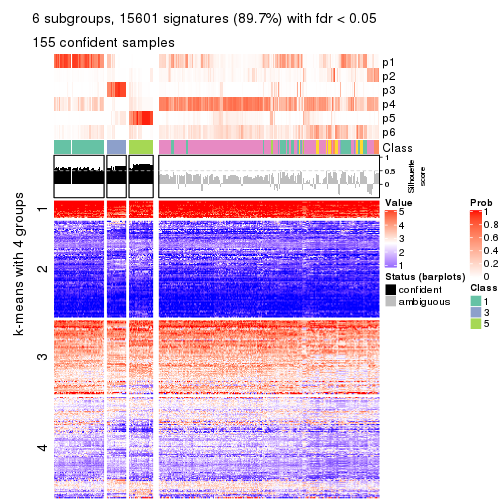 6 subgroups, 15601 signatures (89.7%) with fdr < 0.05
155 confident samples
p1
p2
p3
p4
p5
p6
Class
1
0.5
0
Silhouette
score
k-means with 4 groups
1
2
3
4
Value
5
4
3
2
1
Status (barplots)
confident
ambiguous
Prob
1
0.8
0.6
0.4
0.2
0
Class
1
3
5